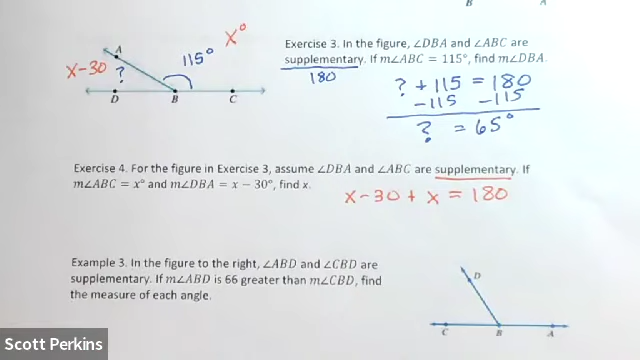 B A
x°
A
115°
x-30
?
D B C
Exercise 3. In the figure, ∠DBA and ∠ABC are
supplementary. If m∠ABC = 115°, find m∠DBA.
180
? + 115 = 180
-115 -115
? = 65°
Exercise 4. For the figure in Exercise 3, assume ∠DBA and ∠ABC are supplementary. If
m∠ABC = x° and m∠DBA = x − 30°, find x.
x-30 + x = 180
Example 3. In the figure to the right, ∠ABD and ∠CBD are
supplementary. If m∠ABD is 66 greater than m∠CBD, find
the measure of each angle.
D
C B A
Scott Perkins